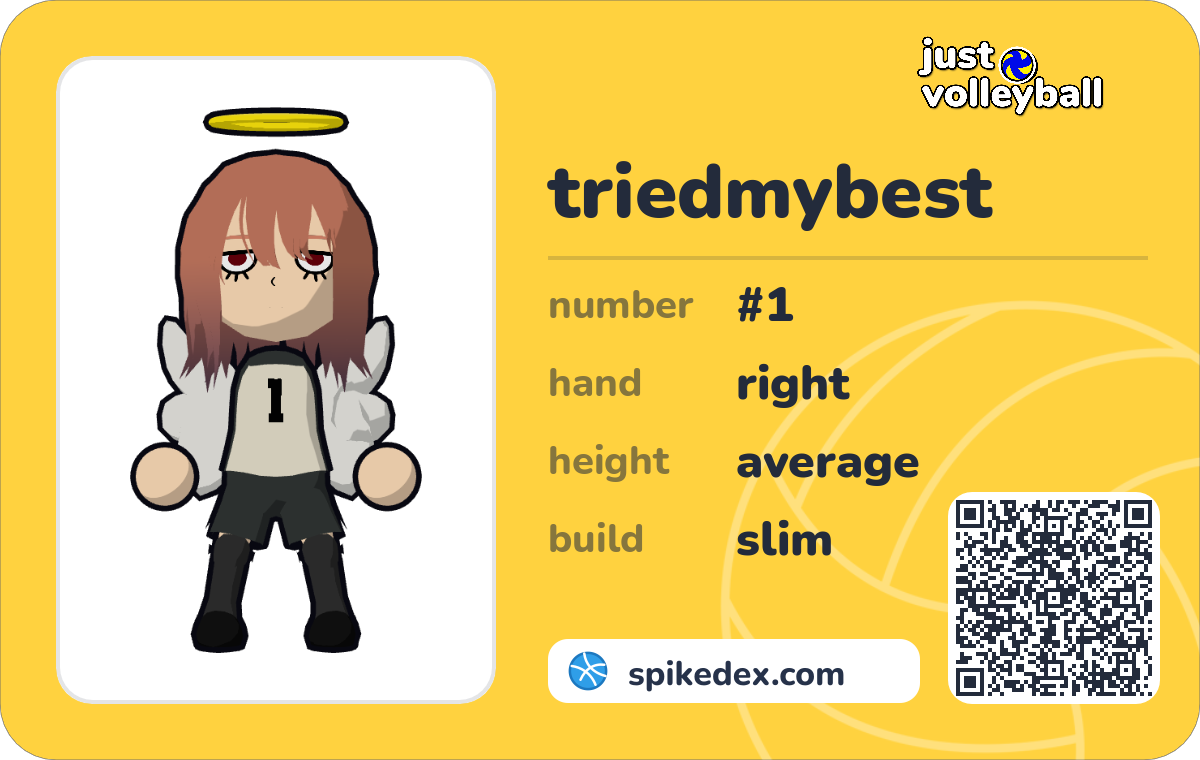 just
volleyball
triedmybest
number #1
hand right
height average
build slim
1
spikedex.com